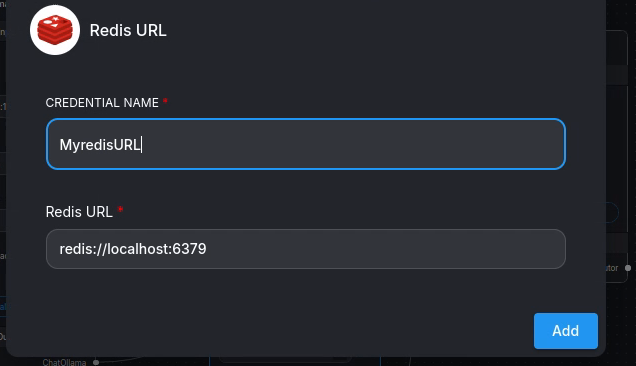 Redis URL
CREDENTIAL NAME *
MyredisURL
Redis URL *
redis://localhost:6379
Add
ChatOllama